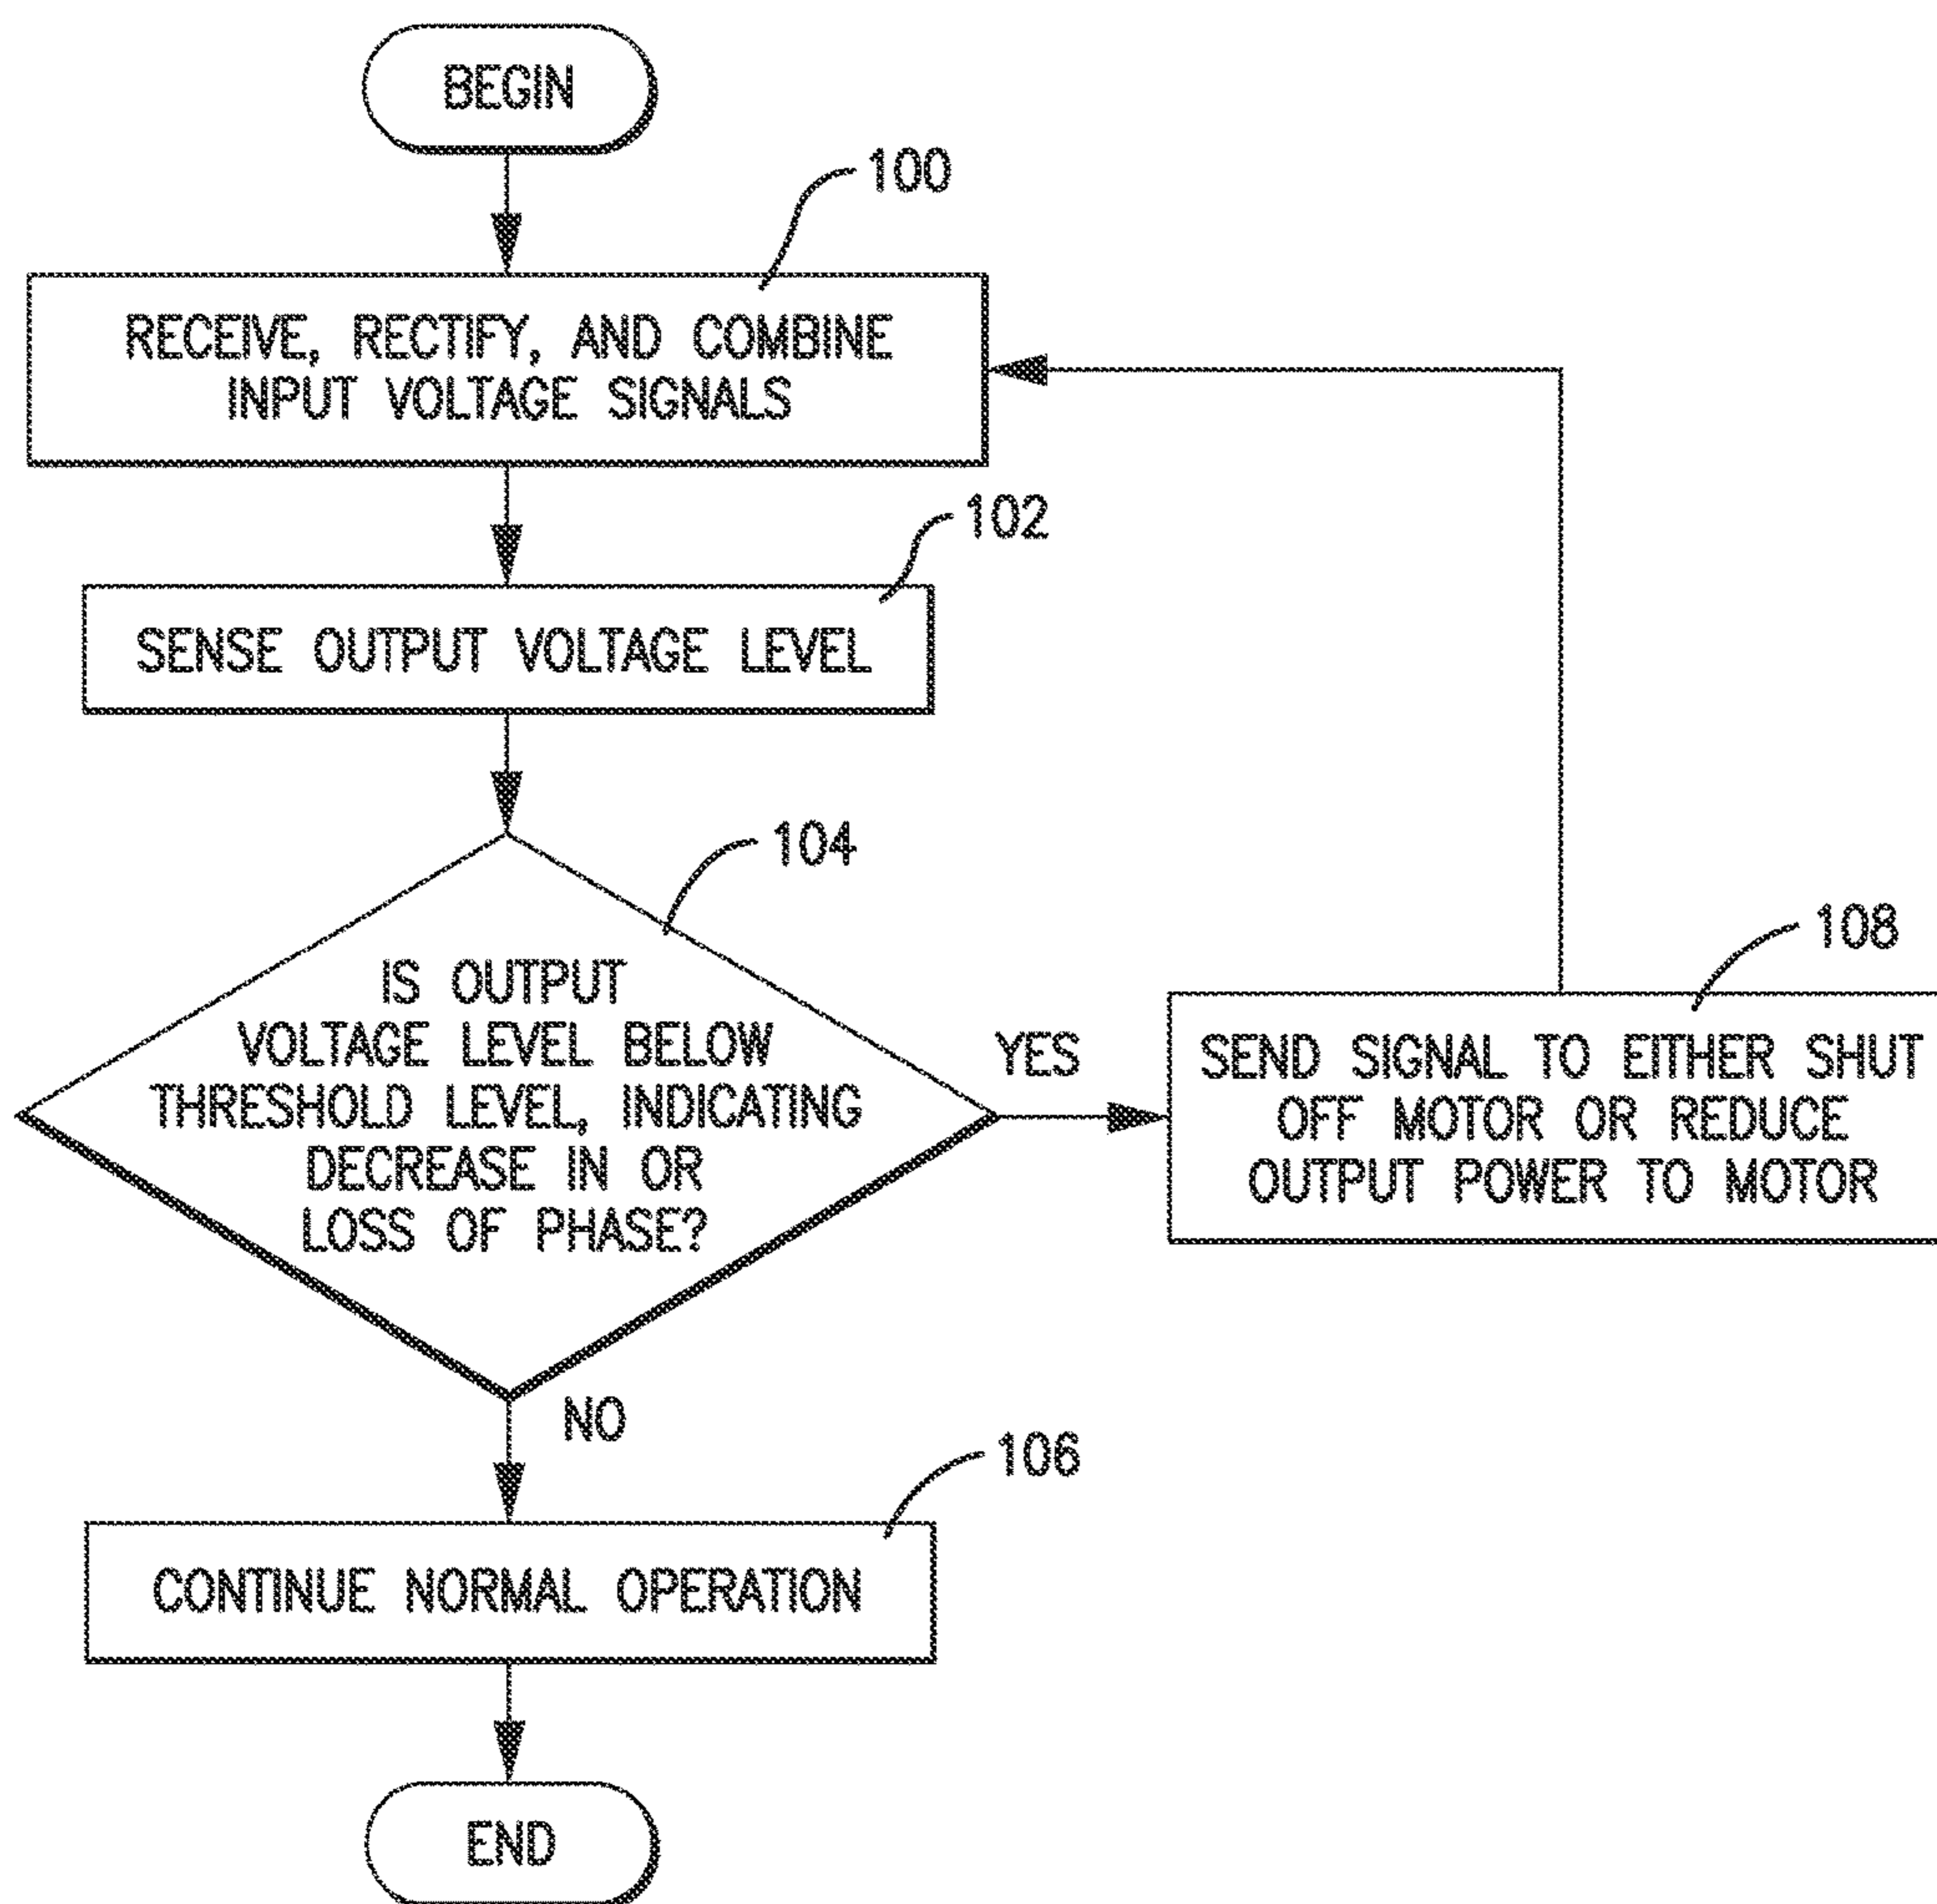 BEGIN
100
RECEIVE, RECTIFY, AND COMBINE
INPUT VOLTAGE SIGNALS
102
SENSE OUTPUT VOLTAGE LEVEL
104
IS OUTPUT
VOLTAGE LEVEL BELOW
THRESHOLD LEVEL, INDICATING
DECREASE IN OR
LOSS OF PHASE?
YES
108
SEND SIGNAL TO EITHER SHUT
OFF MOTOR OR REDUCE
OUTPUT POWER TO MOTOR
NO
106
CONTINUE NORMAL OPERATION
END